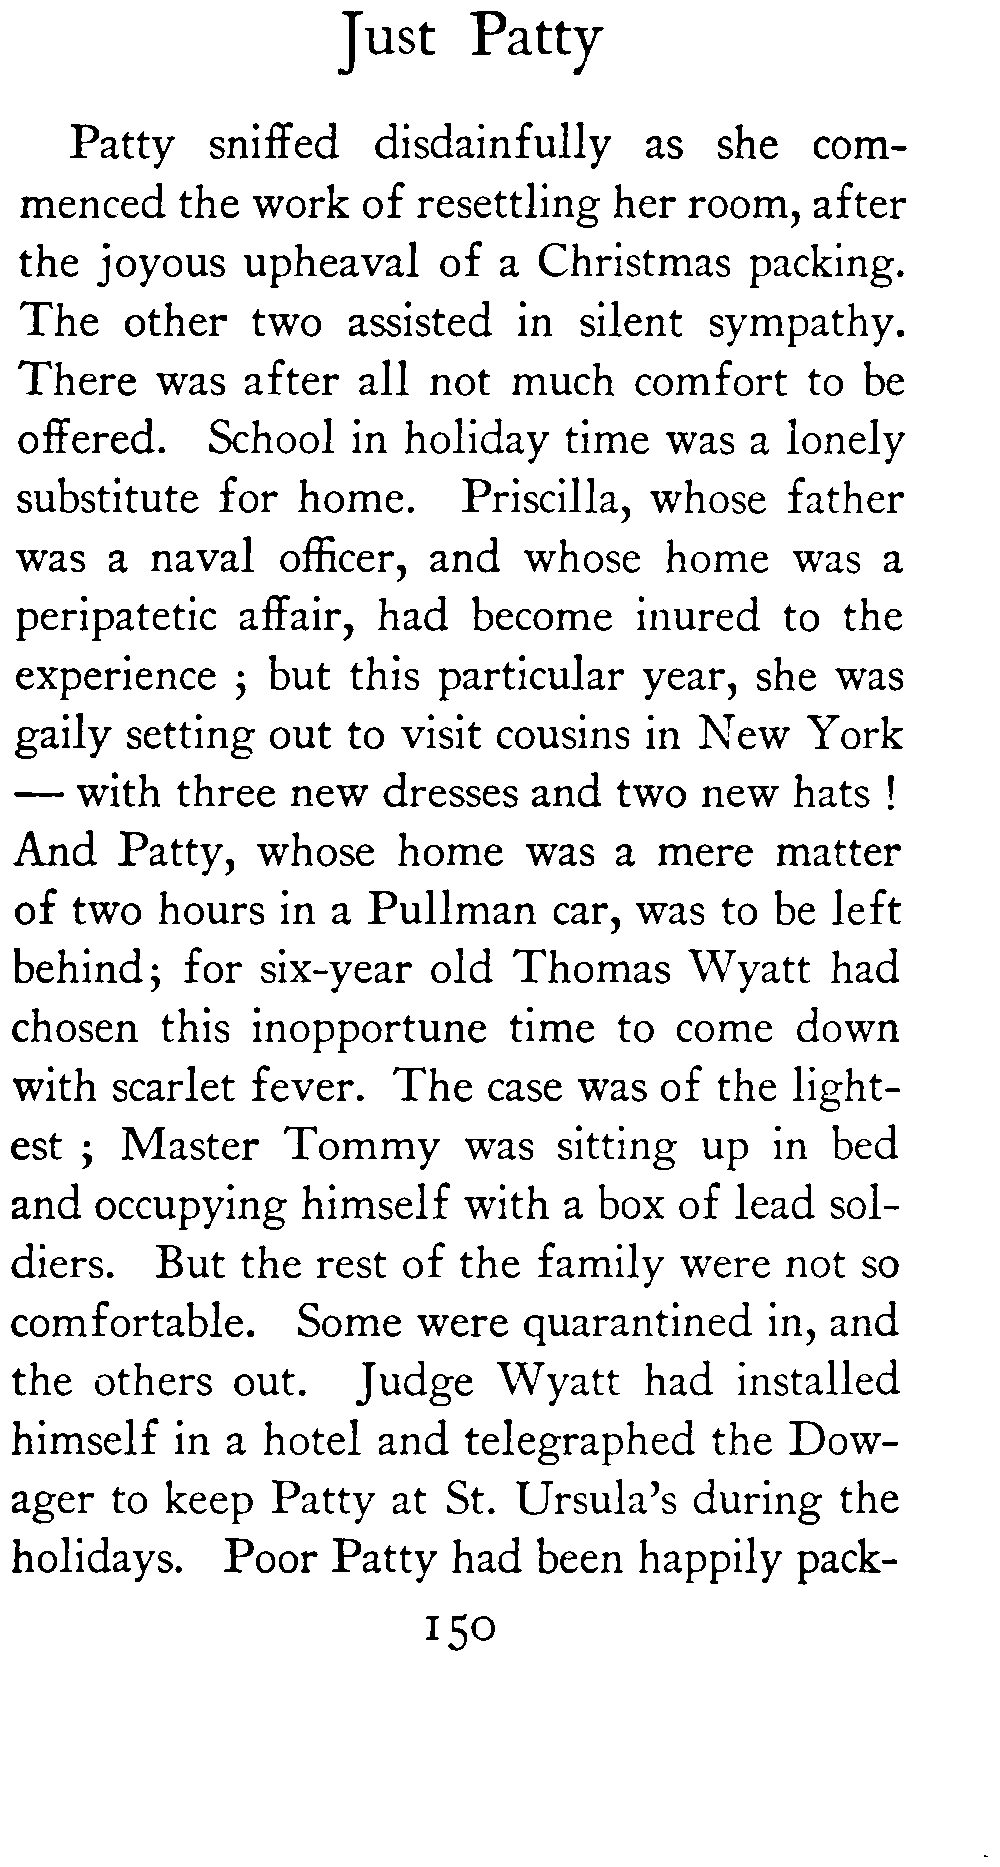 Just Patty
Patty sniffed disdainfully as she com-
menced the work of resettling her room, after
the joyous upheaval of a Christmas packing.
The other two assisted in silent sympathy.
There was after all not much comfort to be
offered. School in holiday time was a lonely
substitute for home. Priscilla, whose father
was a naval officer, and whose home was a
peripatetic affair, had become inured to the
experience ; but this particular year, she was
gaily setting out to visit cousins in New York
— with three new dresses and two new hats !
And Patty, whose home was a mere matter
of two hours in a Pullman car, was to be left
behind; for six-year old Thomas Wyatt had
chosen this inopportune time to come down
with scarlet fever. The case was of the light-
est ; Master Tommy was sitting up in bed
and occupying himself with a box of lead sol-
diers. But the rest of the family were not so
comfortable. Some were quarantined in, and
the others out. Judge Wyatt had installed
himself in a hotel and telegraphed the Dow-
ager to keep Patty at St. Ursula's during the
holidays. Poor Patty had been happily pack-
150